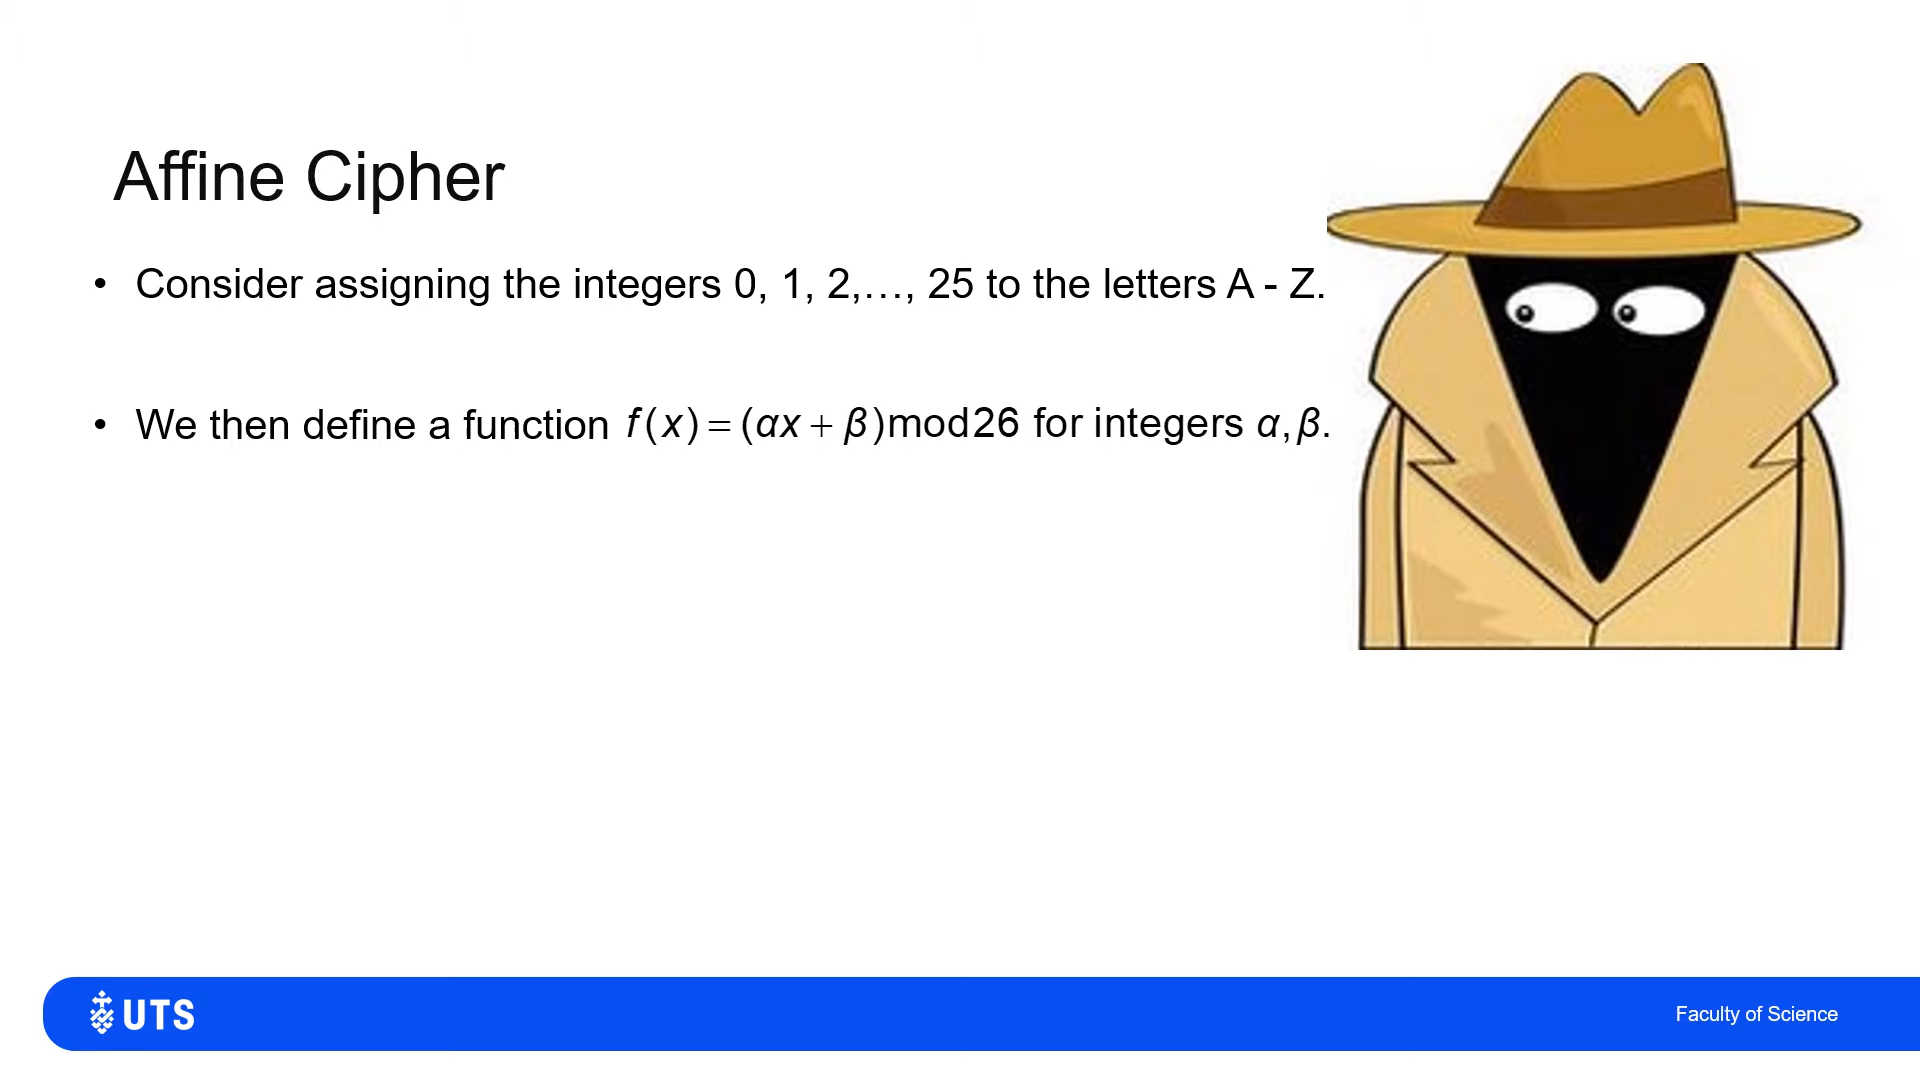 Affine Cipher
• Consider assigning the integers 0, 1, 2,…, 25 to the letters A - Z.
• We then define a function f(x)=(αx+β)mod26 for integers α,β.
UTS
Faculty of Science